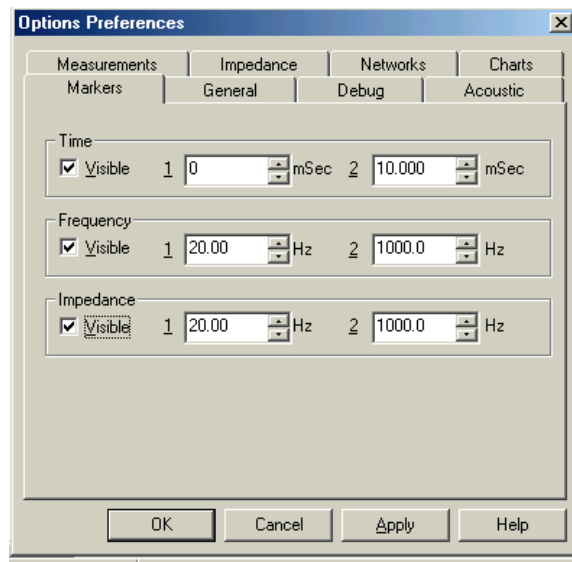 Options Preferences
Measurements Impedance Networks Charts
Markers General Debug Acoustic
Time
Visible 1 0 mSec 2 10.000 mSec
Frequency
Visible 1 20.00 Hz 2 1000.0 Hz
Impedance
Visible 1 20.00 Hz 2 1000.0 Hz
OK Cancel Apply Help